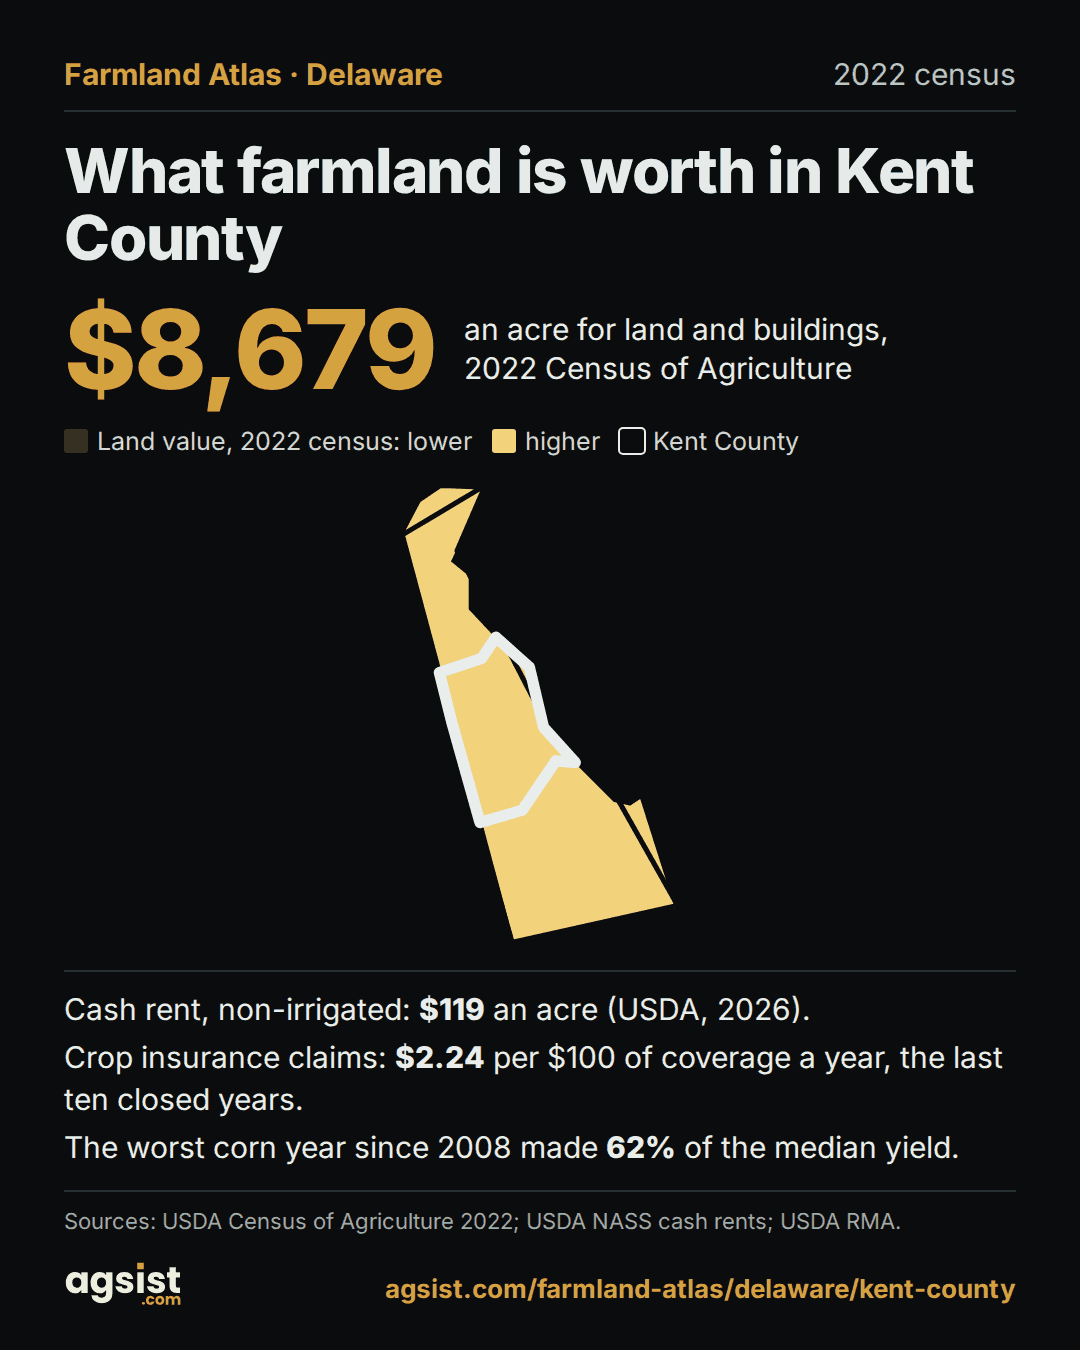 Farmland Atlas · Delaware
2022 census
What farmland is worth in Kent
County
$8,679
an acre for land and buildings,
2022 Census of Agriculture
Land value, 2022 census: lower
higher
Kent County
Cash rent, non-irrigated: $119 an acre (USDA, 2026).
Crop insurance claims: $2.24 per $100 of coverage a year, the last
ten closed years.
The worst corn year since 2008 made 62% of the median yield.
Sources: USDA Census of Agriculture 2022; USDA NASS cash rents; USDA RMA.
agsist
.com
agsist.com/farmland-atlas/delaware/kent-county